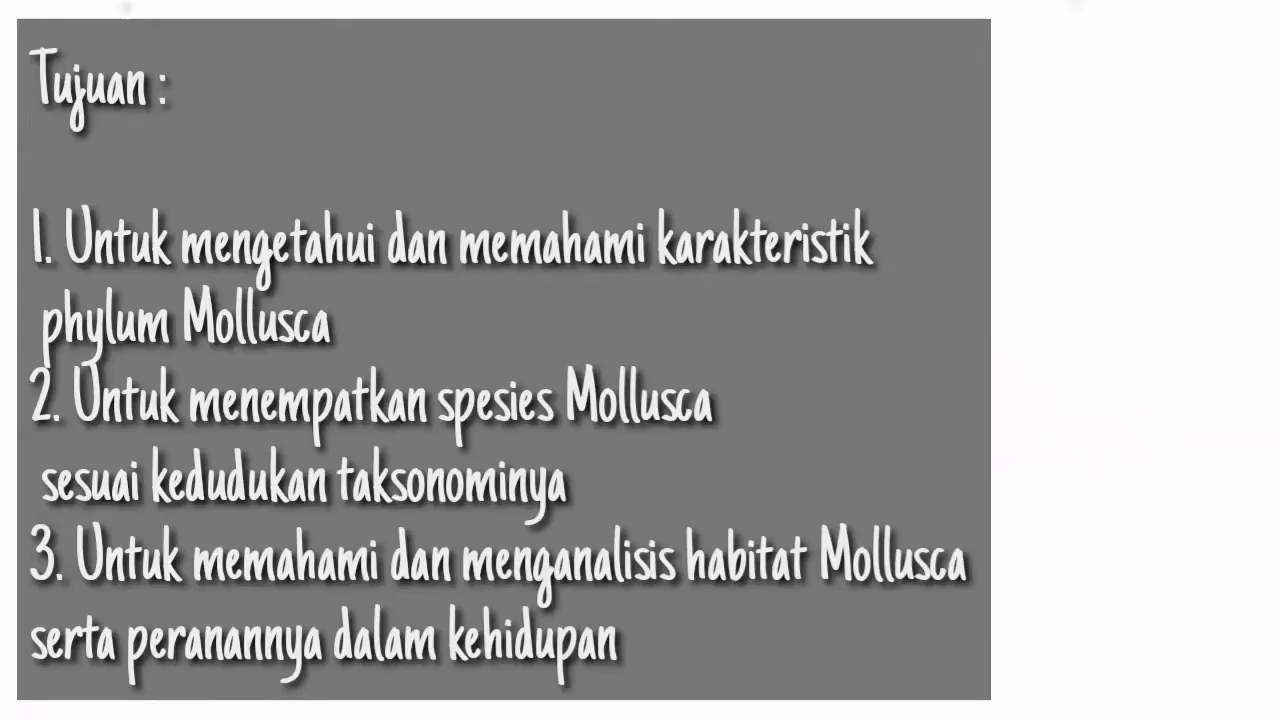 Tujuan :
1. Untuk mengetahui dan memahami karakteristik
phylum Mollusca
2. Untuk menempatkan spesies Mollusca
sesuai kedudukan taksonominya
3. Untuk memahami dan menganalisis habitat Mollusca
serta peranannya dalam kehidupan